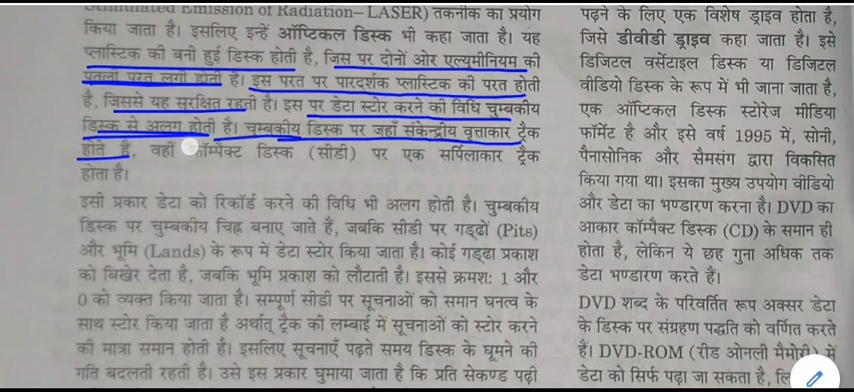 Stimulated Emission of Radiation– LASER) तकनीक का प्रयोग
किया जाता है। इसलिए इन्हें ऑप्टिकल डिस्क भी कहा जाता है। यह
प्लास्टिक की बनी हुई डिस्क होती है, जिस पर दोनों ओर एल्युमीनियम की
पतली परत लगी होती है। इस परत पर पारदर्शक प्लास्टिक की परत होती
है, जिससे यह सुरक्षित रहती है। इस पर डेटा स्टोर करने की विधि चुम्बकीय
डिस्क से अलग होती है। चुम्बकीय डिस्क पर जहाँ संकेन्द्रीय वृत्ताकार ट्रैक
होते हैं, वहीं कॉम्पैक्ट डिस्क (सीडी) पर एक सर्पिलाकार ट्रैक
होता है।
इसी प्रकार डेटा को रिकॉर्ड करने की विधि भी अलग होती है। चुम्बकीय
डिस्क पर चुम्बकीय चिह्न बनाए जाते हैं, जबकि सीडी पर गड्ढों (Pits)
और भूमि (Lands) के रूप में डेटा स्टोर किया जाता है। कोई गड्ढा प्रकाश
को बिखेर देता है, जबकि भूमि प्रकाश को लौटाती है। इससे क्रमश: 1 और
0 को व्यक्त किया जाता है। सम्पूर्ण सीडी पर सूचनाओं को समान घनत्व के
साथ स्टोर किया जाता है अर्थात् ट्रैक की लम्बाई में सूचनाओं को स्टोर करने
की मात्रा समान होती है। इसलिए सूचनाएँ पढ़ते समय डिस्क के घूमने की
गति बदलती रहती है। उसे इस प्रकार घुमाया जाता है कि प्रति सेकण्ड पढ़ी
पढ़ने के लिए एक विशेष ड्राइव होता है,
जिसे डीवीडी ड्राइव कहा जाता है। इसे
डिजिटल वर्सेटाइल डिस्क या डिजिटल
वीडियो डिस्क के रूप में भी जाना जाता है,
एक ऑप्टिकल डिस्क स्टोरेज मीडिया
फॉर्मेट है और इसे वर्ष 1995 में, सोनी,
पैनासोनिक और सैमसंग द्वारा विकसित
किया गया था। इसका मुख्य उपयोग वीडियो
और डेटा का भण्डारण करना है। DVD का
आकार कॉम्पैक्ट डिस्क (CD) के समान ही
होता है, लेकिन ये छह गुना अधिक तक
डेटा भण्डारण करते हैं।
DVD शब्द के परिवर्तित रूप अक्सर डेटा
के डिस्क पर संग्रहण पद्धति को वर्णित करते
हैं। DVD-ROM (रीड ओनली मैमोरी) में
डेटा को सिर्फ पढ़ा जा सकता है,